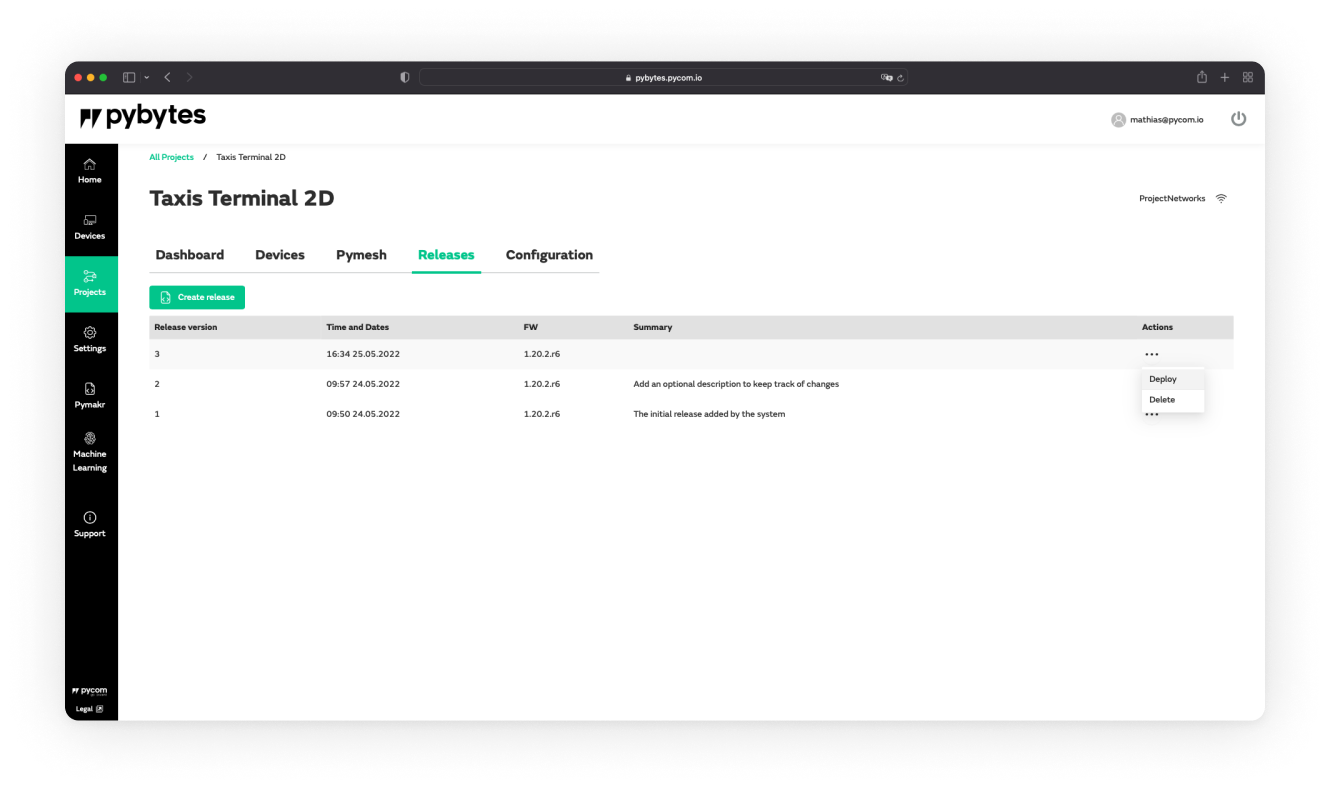 pybytes.pycom.io
pybytes
mathias@pycom.io
Home
Devices
Projects
Settings
Pymakr
Machine
Learning
Support
pycom
Legal
All Projects / Taxis Terminal 2D
Taxis Terminal 2D
ProjectNetworks
Dashboard Devices Pymesh Releases Configuration
Create release
Release version Time and Dates FW Summary Actions
3 16:34 25.05.2022 1.20.2.r6
2 09:57 24.05.2022 1.20.2.r6 Add an optional description to keep track of changes
1 09:50 24.05.2022 1.20.2.r6 The initial release added by the system
Deploy
Delete